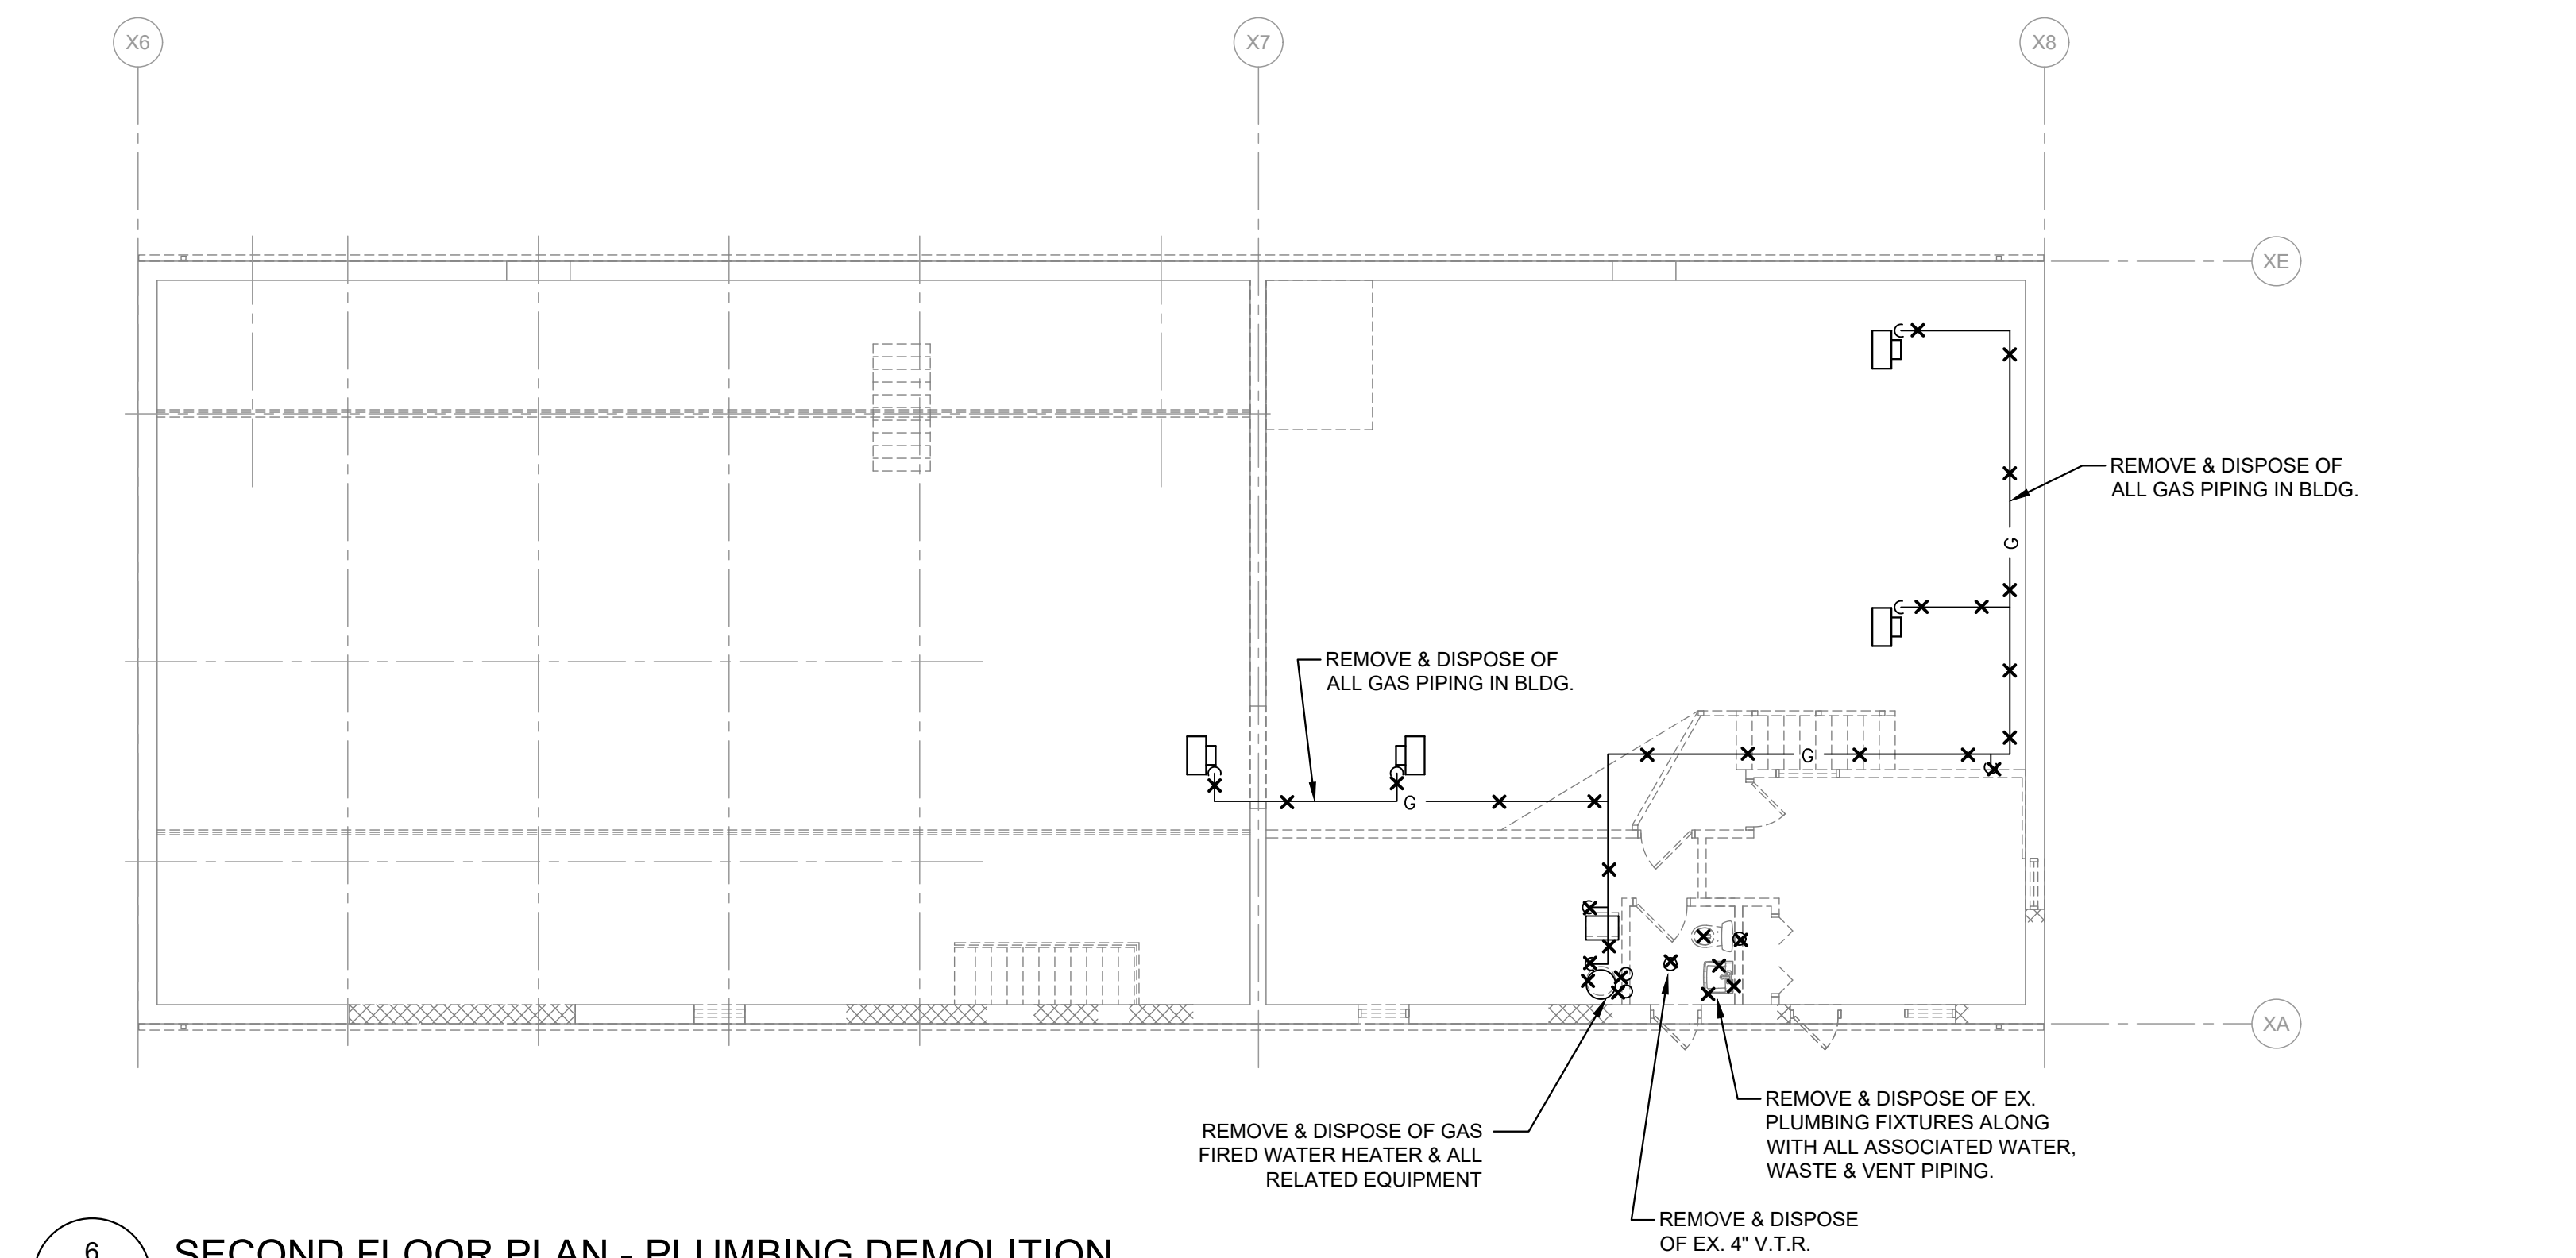 X6
X7
X8
XE
REMOVE & DISPOSE OF
ALL GAS PIPING IN BLDG.
G
REMOVE & DISPOSE OF
ALL GAS PIPING IN BLDG.
G
G
XA
REMOVE & DISPOSE OF EX.
PLUMBING FIXTURES ALONG
WITH ALL ASSOCIATED WATER,
WASTE & VENT PIPING.
REMOVE & DISPOSE OF GAS
FIRED WATER HEATER & ALL
RELATED EQUIPMENT
REMOVE & DISPOSE
OF EX. 4" V.T.R.
6
SECOND FLOOR PLAN - PLUMBING DEMOLITION